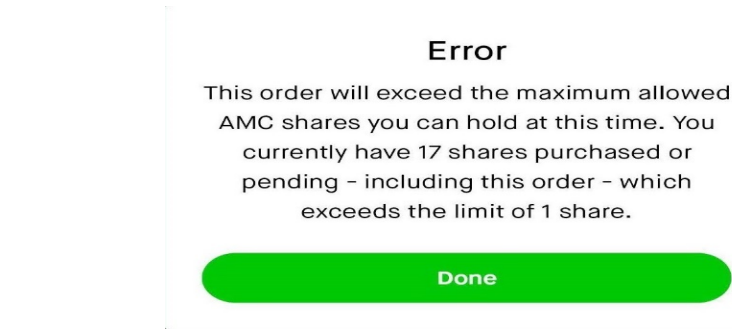 Error
This order will exceed the maximum allowed
AMC shares you can hold at this time. You
currently have 17 shares purchased or
pending - including this order - which
exceeds the limit of 1 share.
Done